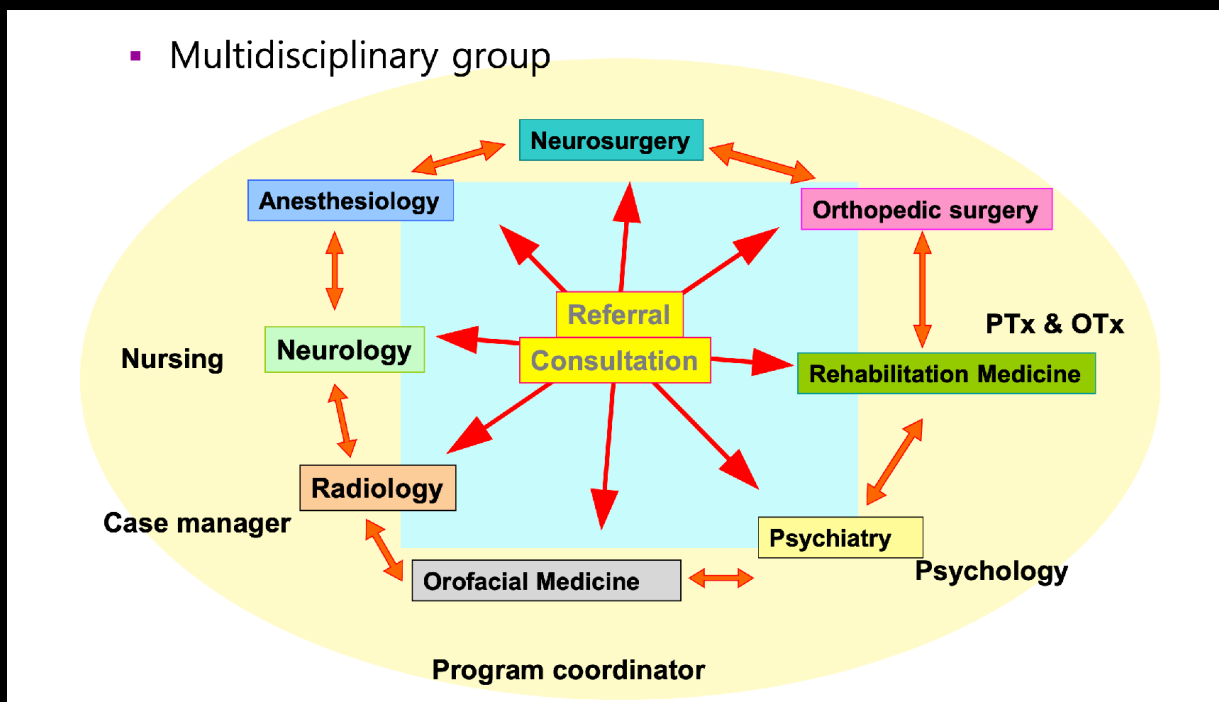 ▪ Multidisciplinary group
Neurosurgery
Anesthesiology
Orthopedic surgery
Referral
PTx & OTx
Neurology
Nursing
Consultation
Rehabilitation Medicine
Radiology
Case manager
Psychiatry
Psychology
Orofacial Medicine
Program coordinator